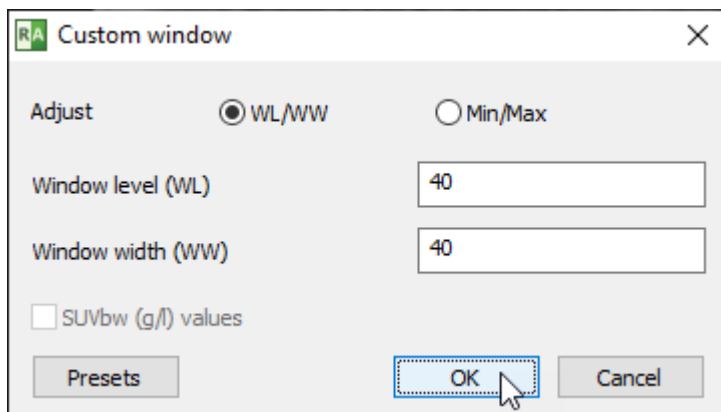 RA Custom window
Adjust WL/WW Min/Max
Window level (WL) 40
Window width (WW) 40
SUVbw (g/l) values
Presets OK Cancel